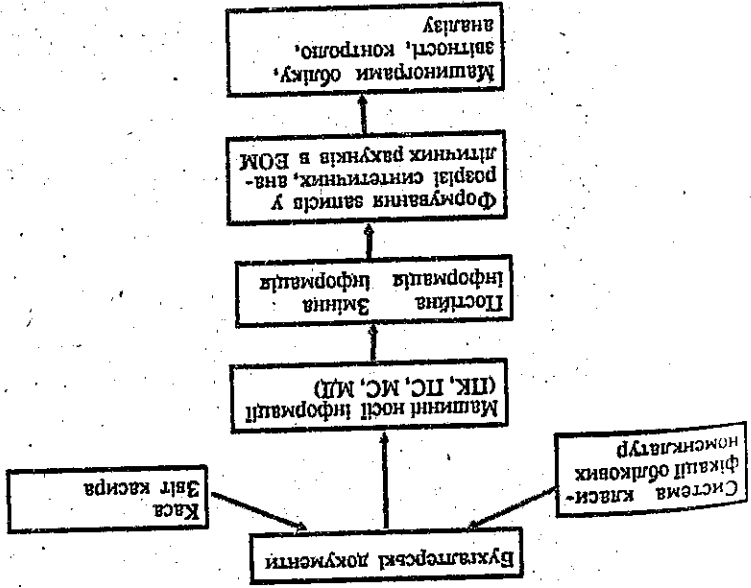 Бухгалтерські документи
Система класи-
фікації облікових
номенклатур
Каса
Звіт касира
Машинні носії інформації
(ПК, ПС, МС, МД)
Постійна Змінна
інформація інформація
Формування записів у
розрізі синтетичних, ана-
літичних рахунків в ЕОМ
Машинограми обліку,
звітності, контролю,
аналізу